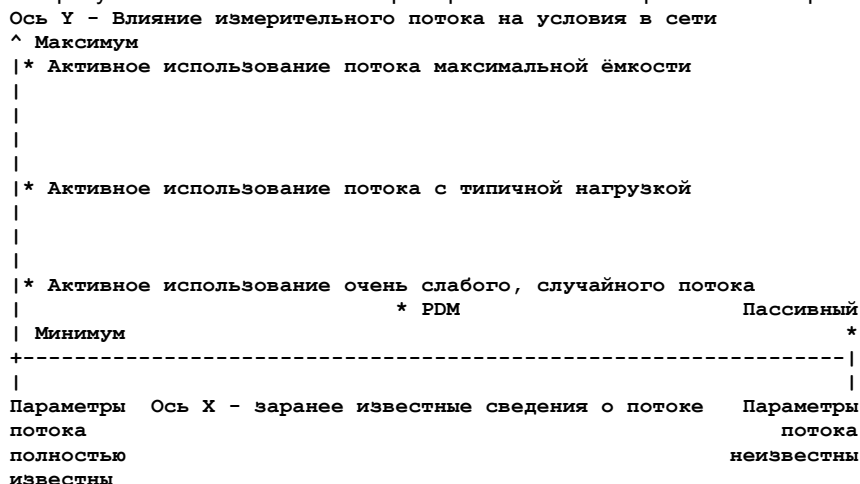 Ось Y - Влияние измерительного потока на условия в сети
^ Максимум
|* Активное использование потока максимальной ёмкости
|
|
|
|
|* Активное использование потока с типичной нагрузкой
|
|
|
|* Активное использование очень слабого, случайного потока
|                             * PDM                      Пассивный
| Минимум                                                        *
+----------------------------------------------------------------|
|                                                                |
Параметры  Ось X - заранее известные сведения о потоке   Параметры
потока                                                      потока
полностью                                               неизвестны
известны